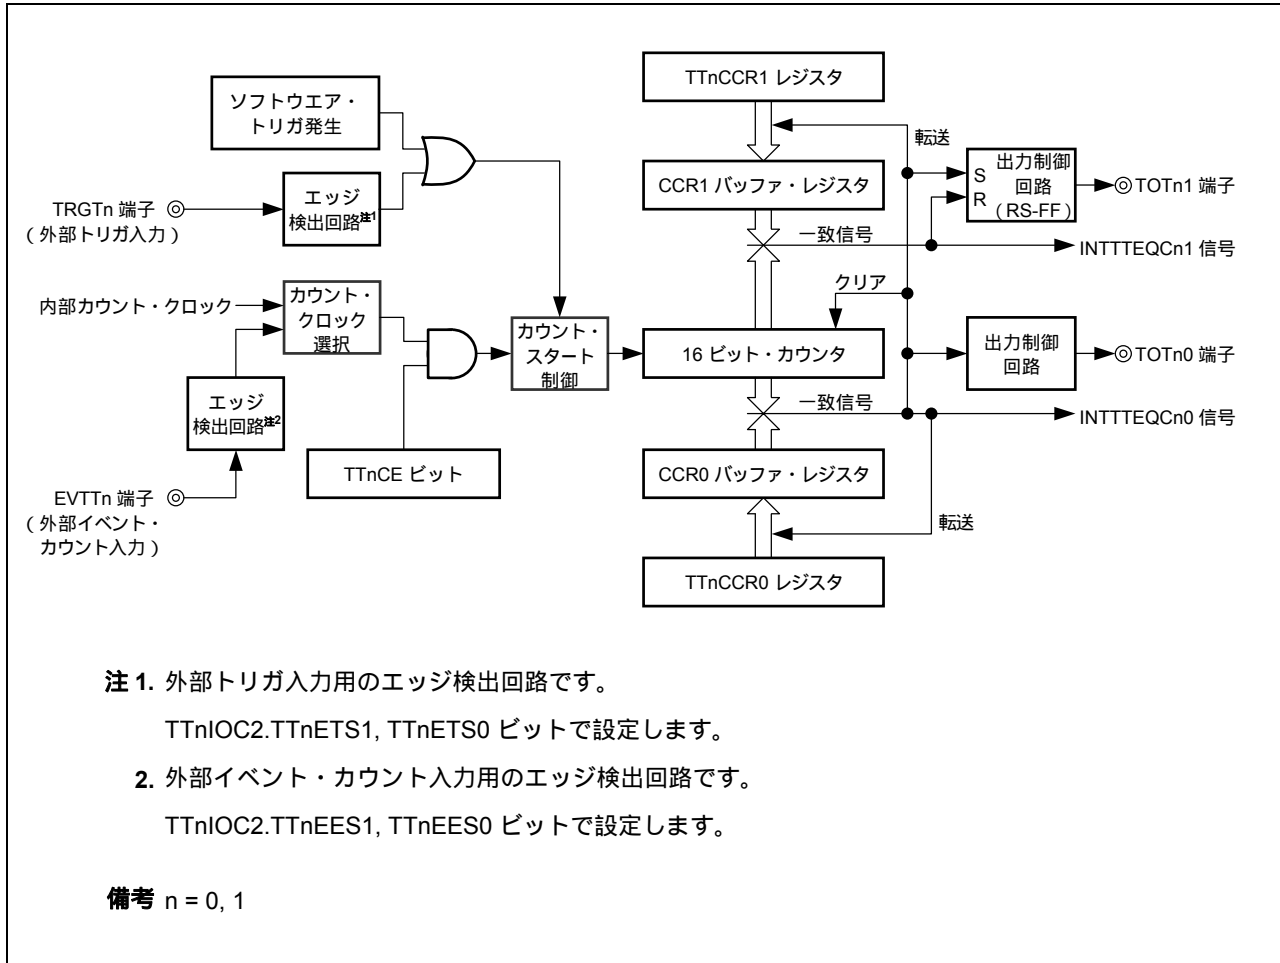 TTnCCR1 レジスタ
ソフトウエア・
トリガ発生
転送
エッジ
検出回路注1
TRGTn 端子
(外部トリガ入力)
CCR1 バッファ・レジスタ
S
R
出力制御
回路
(RS-FF)
TOTn1 端子
一致信号
INTTTEQCn1 信号
内部カウント・クロック
カウント・
クロック
選択
クリア
カウント・
スタート
制御
16 ビット・カウンタ
出力制御
回路
TOTn0 端子
エッジ
検出回路注2
一致信号
INTTTEQCn0 信号
TTnCE ビット
CCR0 バッファ・レジスタ
EVTTn 端子
(外部イベント・
カウント入力)
転送
TTnCCR0 レジスタ
注 1. 外部トリガ入力用のエッジ検出回路です。
TTnIOC2.TTnETS1, TTnETS0 ビットで設定します。
2. 外部イベント・カウント入力用のエッジ検出回路です。
TTnIOC2.TTnEES1, TTnEES0 ビットで設定します。
備考 n = 0, 1